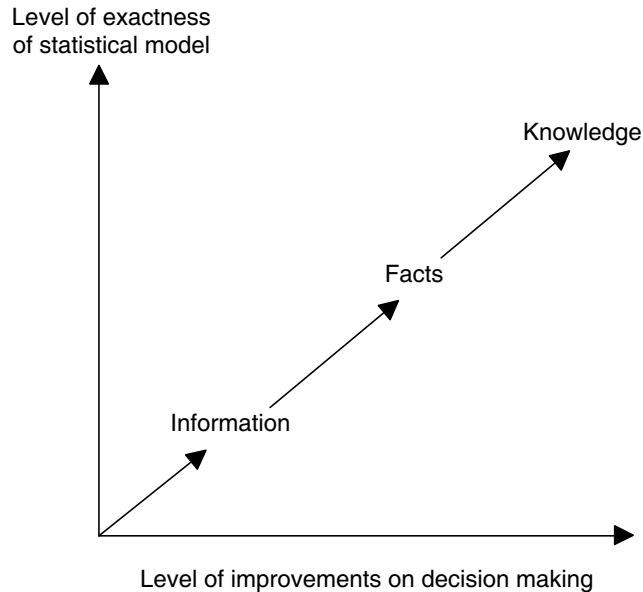 Level of exactness
of statistical model
Knowledge
Facts
Information
Level of improvements on decision making